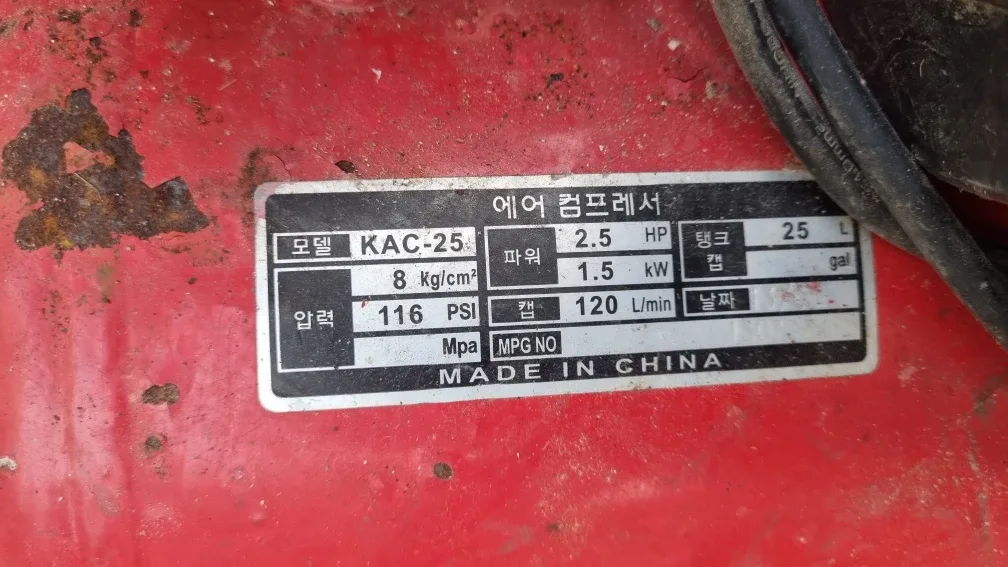 에어 컴프레서
모델 KAC-25
압력 8 Kg/cm²
116 PSI
Mpa
파워 2.5 HP
1.5 kW
캡 120 L/min
MPG NO
탱크 캡 25 L
gal
날짜
MADE IN CHINA